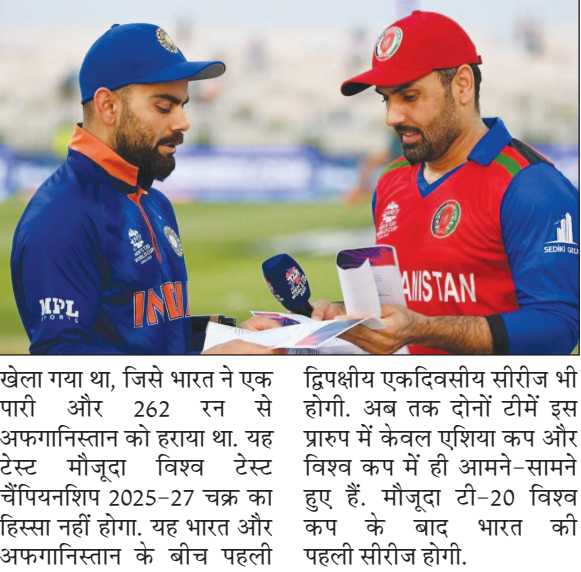 MPL
SPORTS
INDIA
ANISTAN
खेला गया था, जिसे भारत ने एक
पारी और 262 रन से
अफगानिस्तान को हराया था. यह
टेस्ट मौजूदा विश्व टेस्ट
चैंपियनशिप 2025-27 चक्र का
हिस्सा नहीं होगा. यह भारत और
अफगानिस्तान के बीच पहली
द्विपक्षीय एकदिवसीय सीरीज भी
होगी. अब तक दोनों टीमें इस
प्रारुप में केवल एशिया कप और
विश्व कप में ही आमने-सामने
हुए हैं. मौजूदा टी-20 विश्व
कप के बाद भारत की
पहली सीरीज होगी.